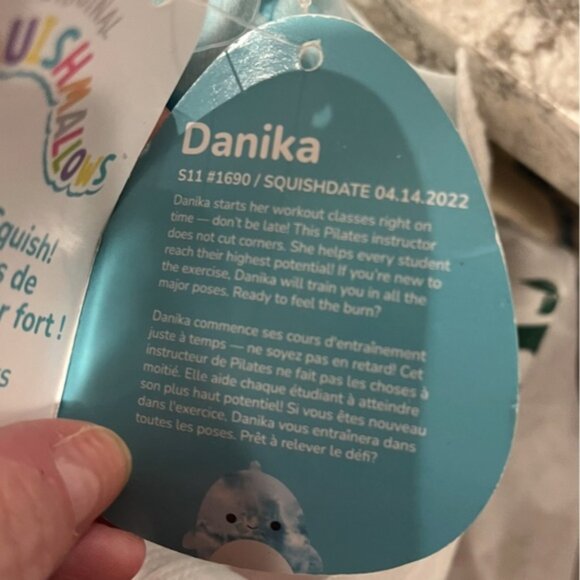 ORIGINAL
UISHMALLOWS
quish!
s de
r fort!
Danika
S11 #1690 / SQUISHDATE 04.14.2022
Danika starts her workout classes right on
time — don't be late! This Pilates instructor
does not cut corners. She helps every student
reach their highest potential! If you're new to
the exercise, Danika will train you in all the
major poses. Ready to feel the burn?
Danika commence ses cours d'entraînement
juste à temps — ne soyez pas en retard! Cet
instructeur de Pilates ne fait pas les choses à
moitié. Elle aide chaque étudiant à atteindre
son plus haut potentiel! Si vous êtes nouveau
dans l'exercice, Danika vous entraînera dans
toutes les poses. Prêt à relever le défi?